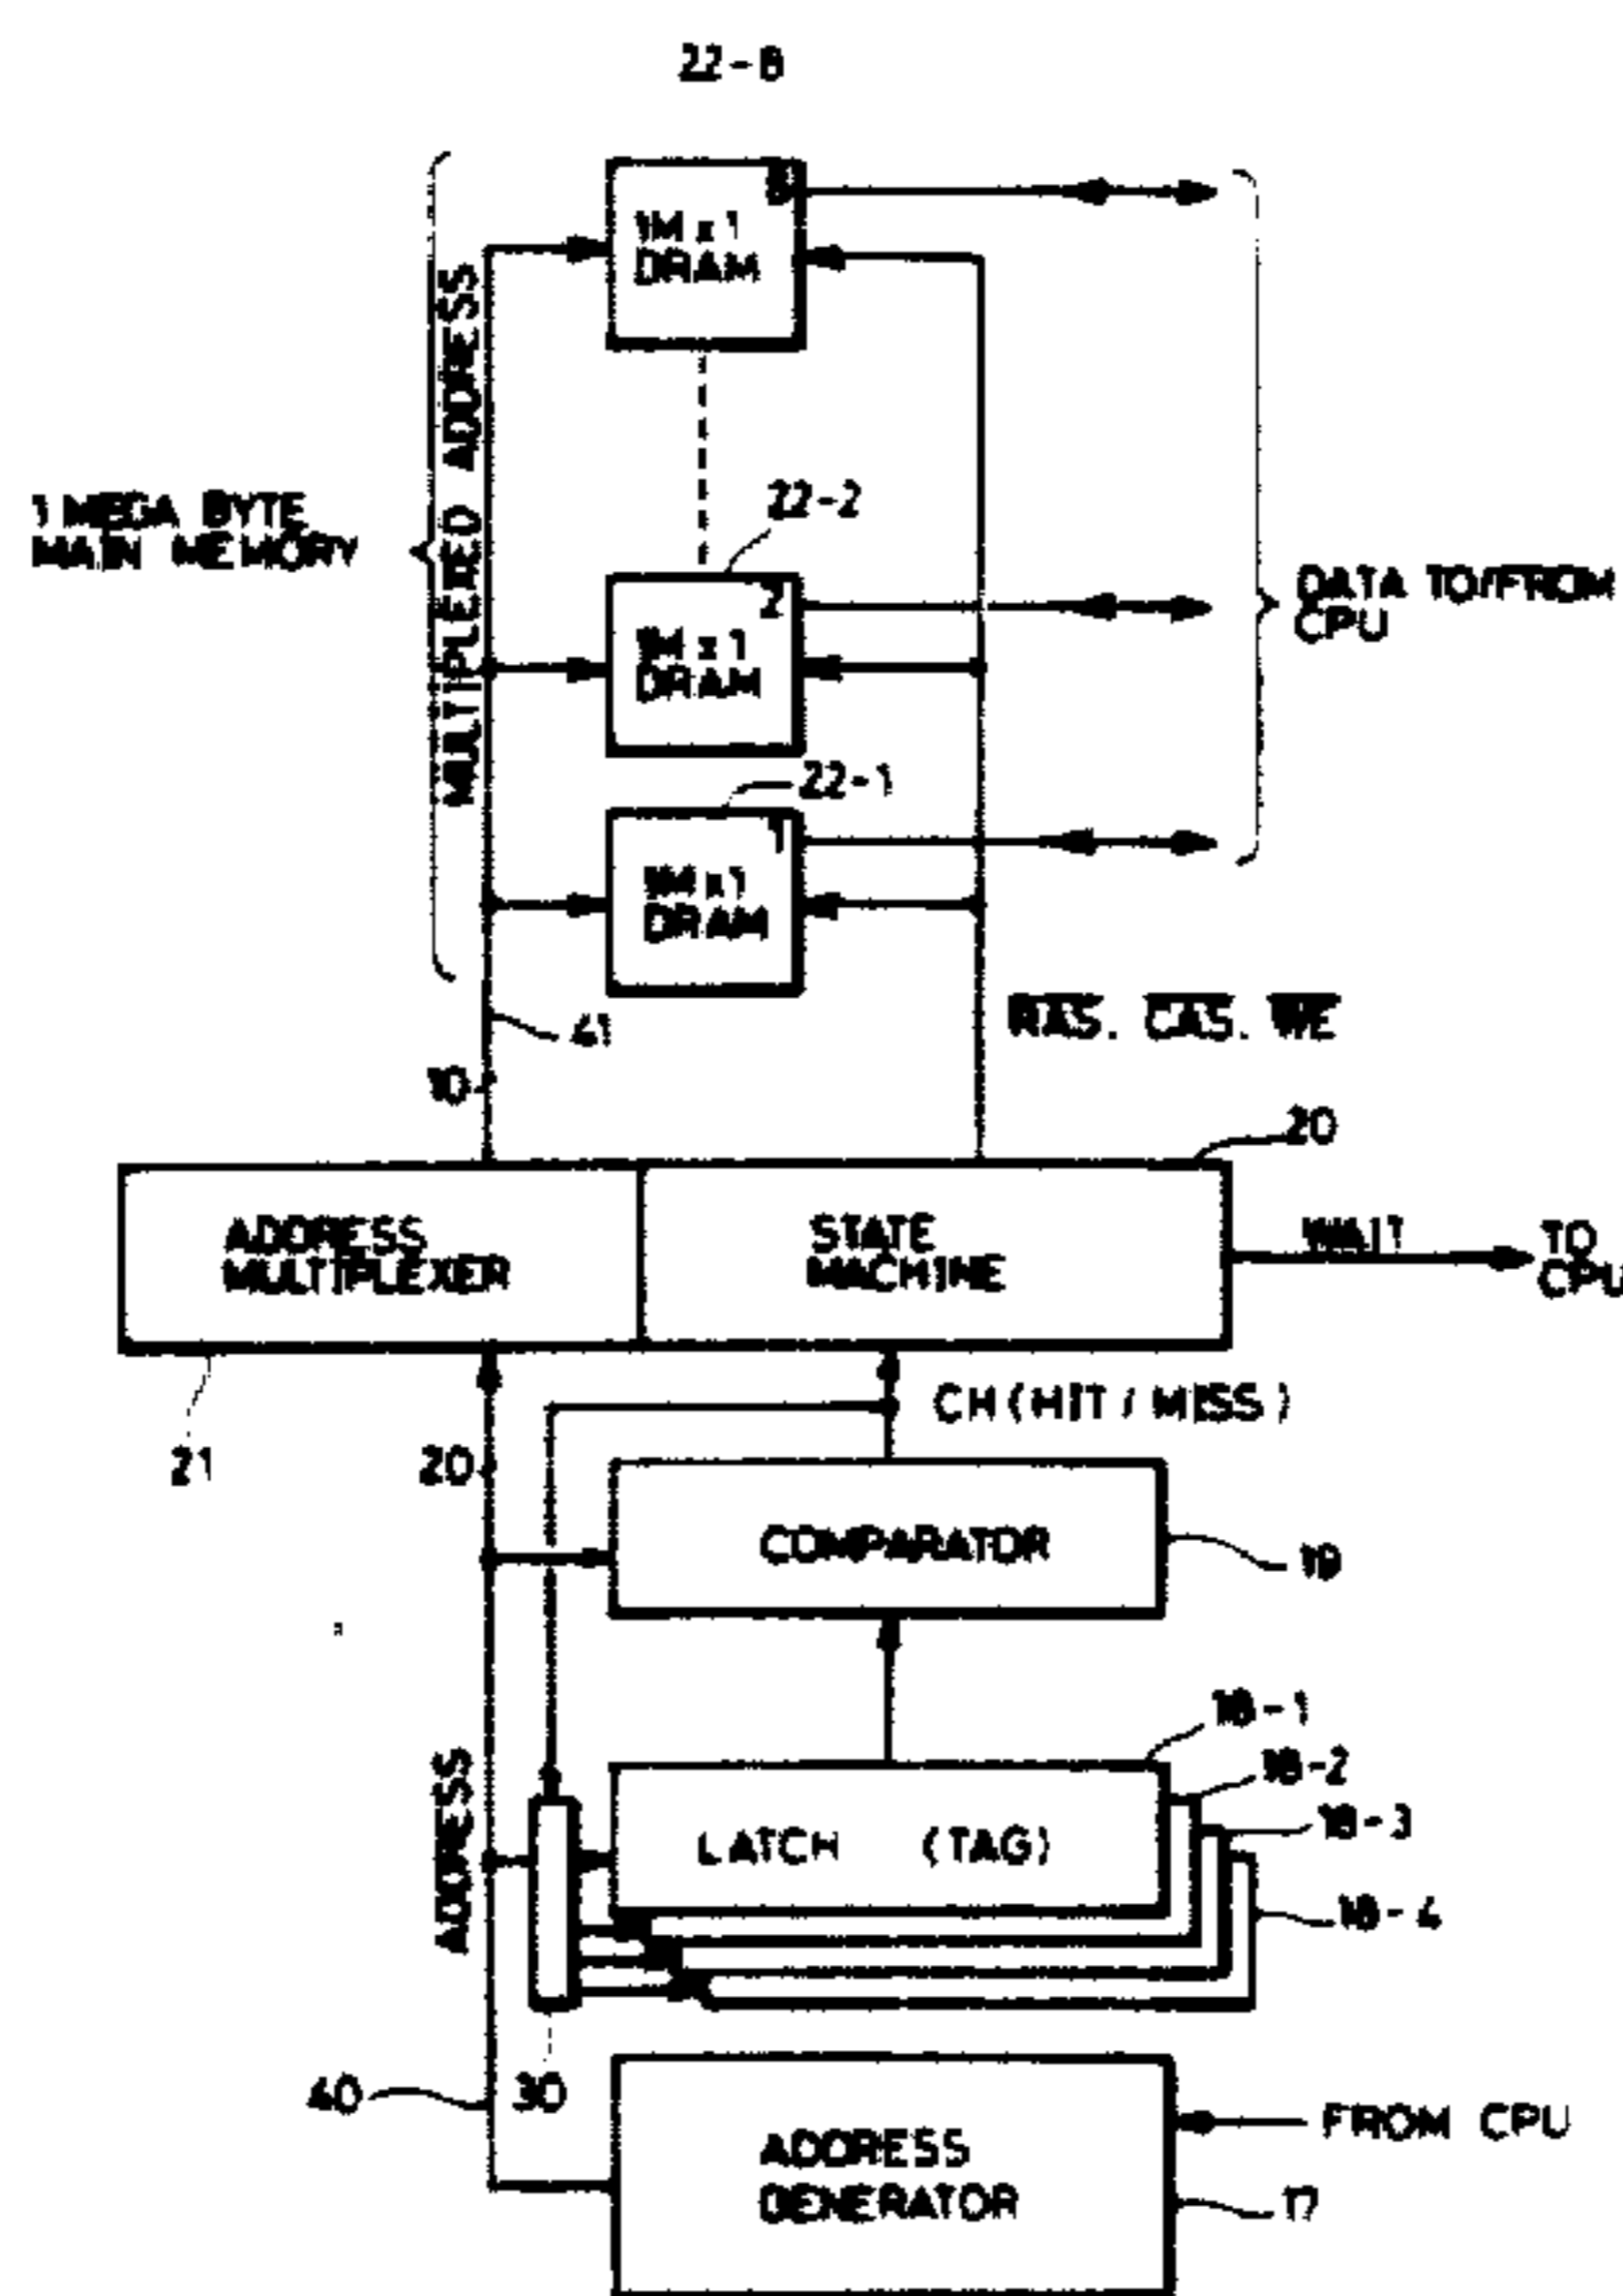 22-8
8
1M x 1
DRAM
MULTIPLEXED ADDRESS
1 MEGA BYTE
MAIN MEMORY
22-2
2
1M x 1
DRAM
DATA TO/FROM
CPU
22-1
1
1M x 1
DRAM
41
RAS. CAS. WE
10
20
ADDRESS
MULTIPLEXER
STATE
MACHINE
WAIT
TO
CPU
CH (HIT / MISS)
21
20
COMPARATOR
19
ADDRESS
18-1
18-2
18-3
18-4
LATCH (TAG)
40
30
FROM CPU
ADDRESS
GENERATOR
17